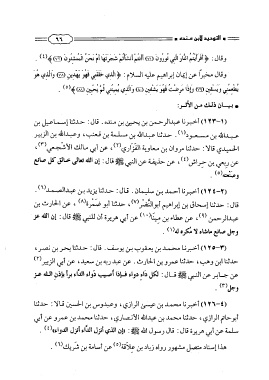 التوحيد لابن منده
٦٦
وقال: ﴿أَفَرَأَيْتُمُ النَّارَ الَّتِي تُورُونَ أَأَنْتُمْ أَنْشَأْتُمْ شَجَرَتَهَا أَمْ نَحْنُ الْمُنْشِئُونَ﴾ (٤).
وقال مخبرًا عن إبراهيم عليه السلام: ﴿الَّذِي خَلَقَنِي فَهُوَ يَهْدِينِ وَالَّذِي هُوَ
يُطْعِمُنِي وَيَسْقِينِ وَإِذَا مَرِضْتُ فَهُوَ يَشْفِينِ وَالَّذِي يُمِيتُنِي ثُمَّ يُحْيِينِ﴾ (٥).
• بيان ذلك من الأثر:
(١-١٢٣) أخبرنا عبدالرحمن بن يحيى بن منده. قال: حدثنا إسماعيل بن
عبدالله بن مسعود (١). حدثنا عبدالله بن مسلمة بن قعنب، وعبدالله بن الزبير
الحميدي قالا: حدثنا مروان بن معاوية الفزاري (٢). عن أبي مالك الأشجعي (٣)
عن ربعي بن حراش (٤)، عن حذيفة عن النبي ﷺ قال: إن الله تعالى خالق كل صانع
وصنعته (٥).
(٢-١٢٤) أخبرنا أحمد بن سليمان. قال: حدثنا يزيد بن عبدالصمد (٦).
قال: حدثنا إسحاق بن إبراهيم أبو النضر (٧)، حدثنا أبو ضمرة (٨)، عن الحارث بن
عبدالرحمن (٩)، عن عطاء بن مينا (١٠) عن أبي هريرة أن النبي ﷺ قال: إن الله عز
وجل صانع ماشاء لا مكره له (١).
(٣-١٢٥) أخبرنا محمد بن يعقوب بن يوسف. قال: حدثنا بحر بن نصر،
حدثنا ابن وهب، حدثنا عمرو بن الحارث. عن عبد ربه بن سعيد، عن أبي الزبير (٢)
عن جابر عن النبي ﷺ قال: لكل داء دواء فإذا أصيب دواء الداء برأ بإذن الله عز
وجل (٣).
(٤-١٢٦) أخبرنا محمد بن عيسى الرازي، وعبدوس بن الحسين قالا: حدثنا
أبو حاتم الرازي، حدثنا محمد بن عبدالله الأنصاري، حدثنا محمد بن عمرو عن أبي
سلمة عن أبي هريرة قال: قال رسول الله ﷺ: إن الذي أنزل الداء أنزل الدواء (٤).
هذا إسناد متصل مشهور رواه زياد بن علاقة (٥) عن أسامة بن شريك (٦).